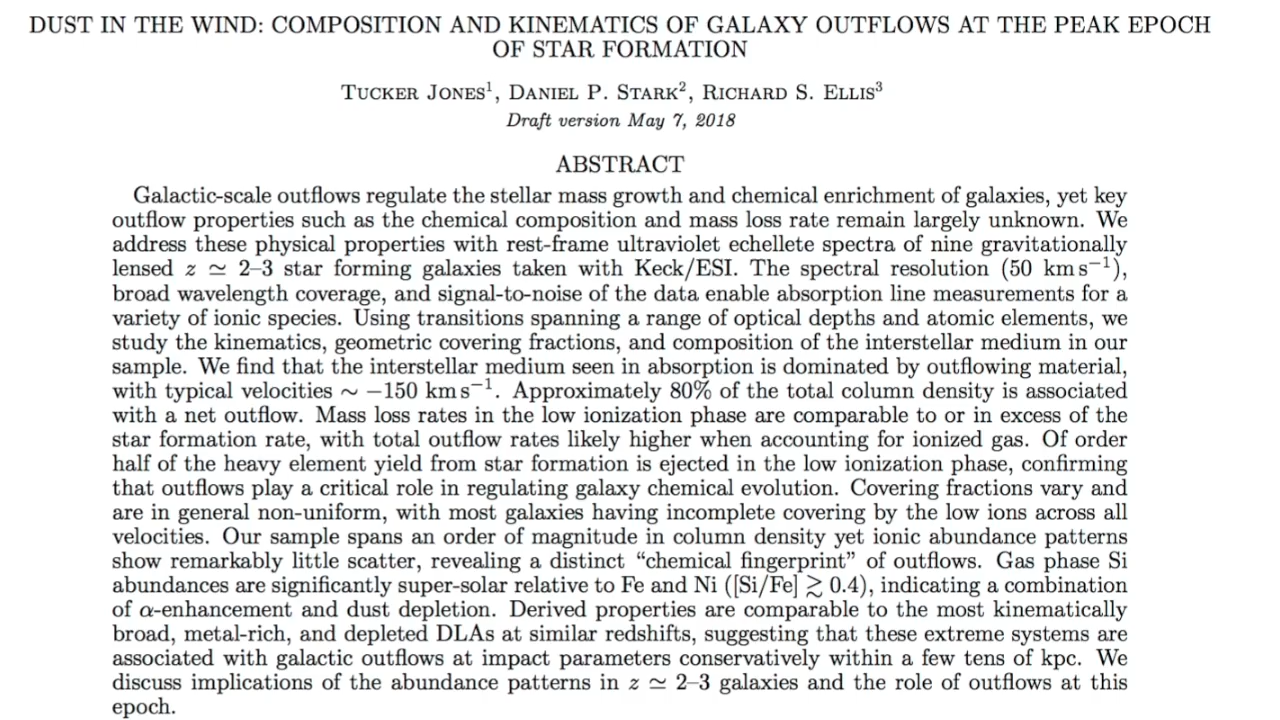 DUST IN THE WIND: COMPOSITION AND KINEMATICS OF GALAXY OUTFLOWS AT THE PEAK EPOCH
OF STAR FORMATION
Tucker Jones¹, Daniel P. Stark², Richard S. Ellis³
Draft version May 7, 2018
ABSTRACT
Galactic-scale outflows regulate the stellar mass growth and chemical enrichment of galaxies, yet key
outflow properties such as the chemical composition and mass loss rate remain largely unknown. We
address these physical properties with rest-frame ultraviolet echellete spectra of nine gravitationally
lensed z ≃ 2–3 star forming galaxies taken with Keck/ESI. The spectral resolution (50 km s⁻¹),
broad wavelength coverage, and signal-to-noise of the data enable absorption line measurements for a
variety of ionic species. Using transitions spanning a range of optical depths and atomic elements, we
study the kinematics, geometric covering fractions, and composition of the interstellar medium in our
sample. We find that the interstellar medium seen in absorption is dominated by outflowing material,
with typical velocities ∼ −150 km s⁻¹. Approximately 80% of the total column density is associated
with a net outflow. Mass loss rates in the low ionization phase are comparable to or in excess of the
star formation rate, with total outflow rates likely higher when accounting for ionized gas. Of order
half of the heavy element yield from star formation is ejected in the low ionization phase, confirming
that outflows play a critical role in regulating galaxy chemical evolution. Covering fractions vary and
are in general non-uniform, with most galaxies having incomplete covering by the low ions across all
velocities. Our sample spans an order of magnitude in column density yet ionic abundance patterns
show remarkably little scatter, revealing a distinct “chemical fingerprint” of outflows. Gas phase Si
abundances are significantly super-solar relative to Fe and Ni ([Si/Fe] ≳ 0.4), indicating a combination
of α-enhancement and dust depletion. Derived properties are comparable to the most kinematically
broad, metal-rich, and depleted DLAs at similar redshifts, suggesting that these extreme systems are
associated with galactic outflows at impact parameters conservatively within a few tens of kpc. We
discuss implications of the abundance patterns in z ≃ 2–3 galaxies and the role of outflows at this
epoch.